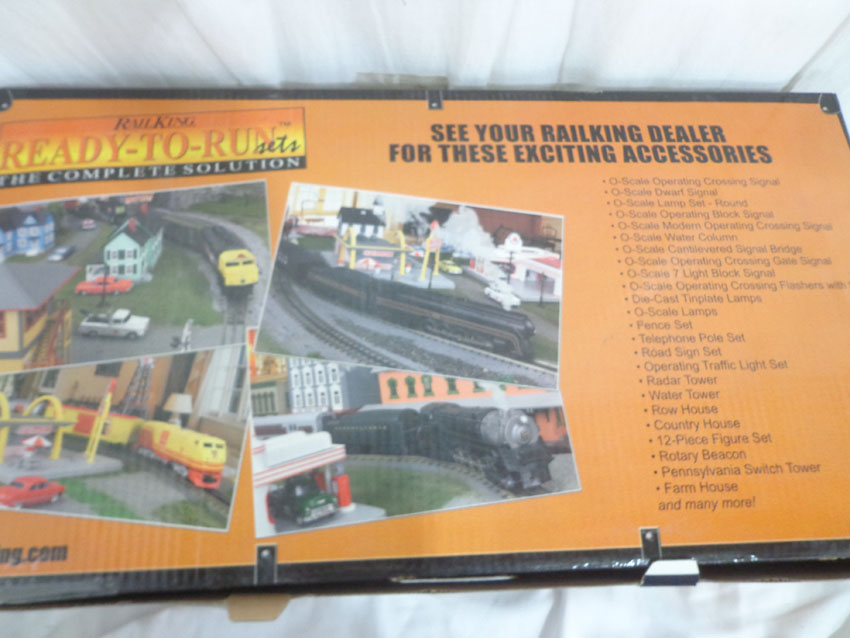 RAILKING
READY-TO-RUN sets™
THE COMPLETE SOLUTION
SEE YOUR RAILKING DEALER
FOR THESE EXCITING ACCESSORIES
• O-Scale Operating Crossing Signal
• O-Scale Dwarf Signal
• O-Scale Lamp Set - Round
• O-Scale Operating Block Signal
• O-Scale Modern Operating Crossing Signal
• O-Scale Water Column
• O-Scale Cantilevered Signal Bridge
• O-Scale Operating Crossing Gate Signal
• O-Scale 7 Light Block Signal
• O-Scale Operating Crossing Flashers with
• Die-Cast Tinplate Lamps
• O-Scale Lamps
• Fence Set
• Telephone Pole Set
• Road Sign Set
• Operating Traffic Light Set
• Radar Tower
• Water Tower
• Row House
• Country House
• 12-Piece Figure Set
• Rotary Beacon
• Pennsylvania Switch Tower
• Farm House
and many more!
PENNSYLVANIA
ng.com